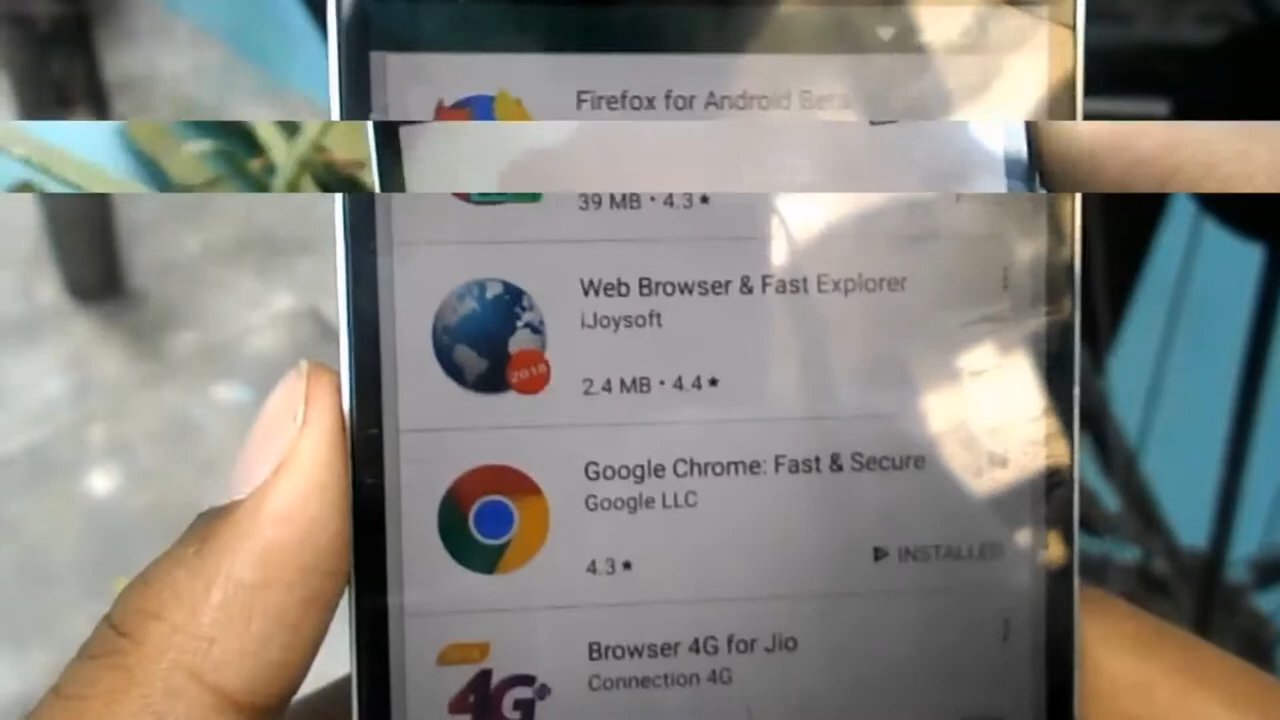 Firefox for Android Beta
39 MB · 4.3★
Web Browser & Fast Explorer
iJoysoft
2018
2.4 MB · 4.4★
Google Chrome: Fast & Secure
Google LLC
4.3★
INSTALLED
Browser 4G for Jio
Connection 4G
4G